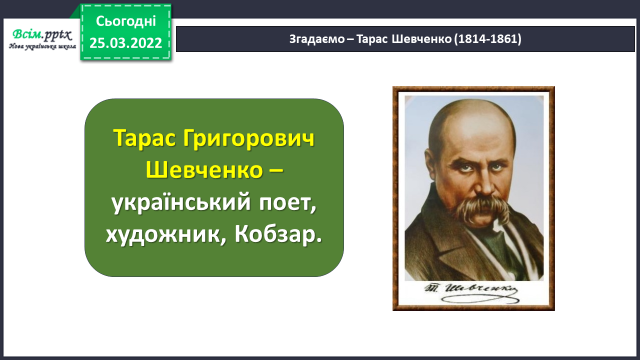 Всім.pptx
Нова українська школа
Сьогодні
25.03.2022
Згадаємо – Тарас Шевченко (1814-1861)
Тарас Григорович
Шевченко –
український поет,
художник, Кобзар.
Т. Шевченко